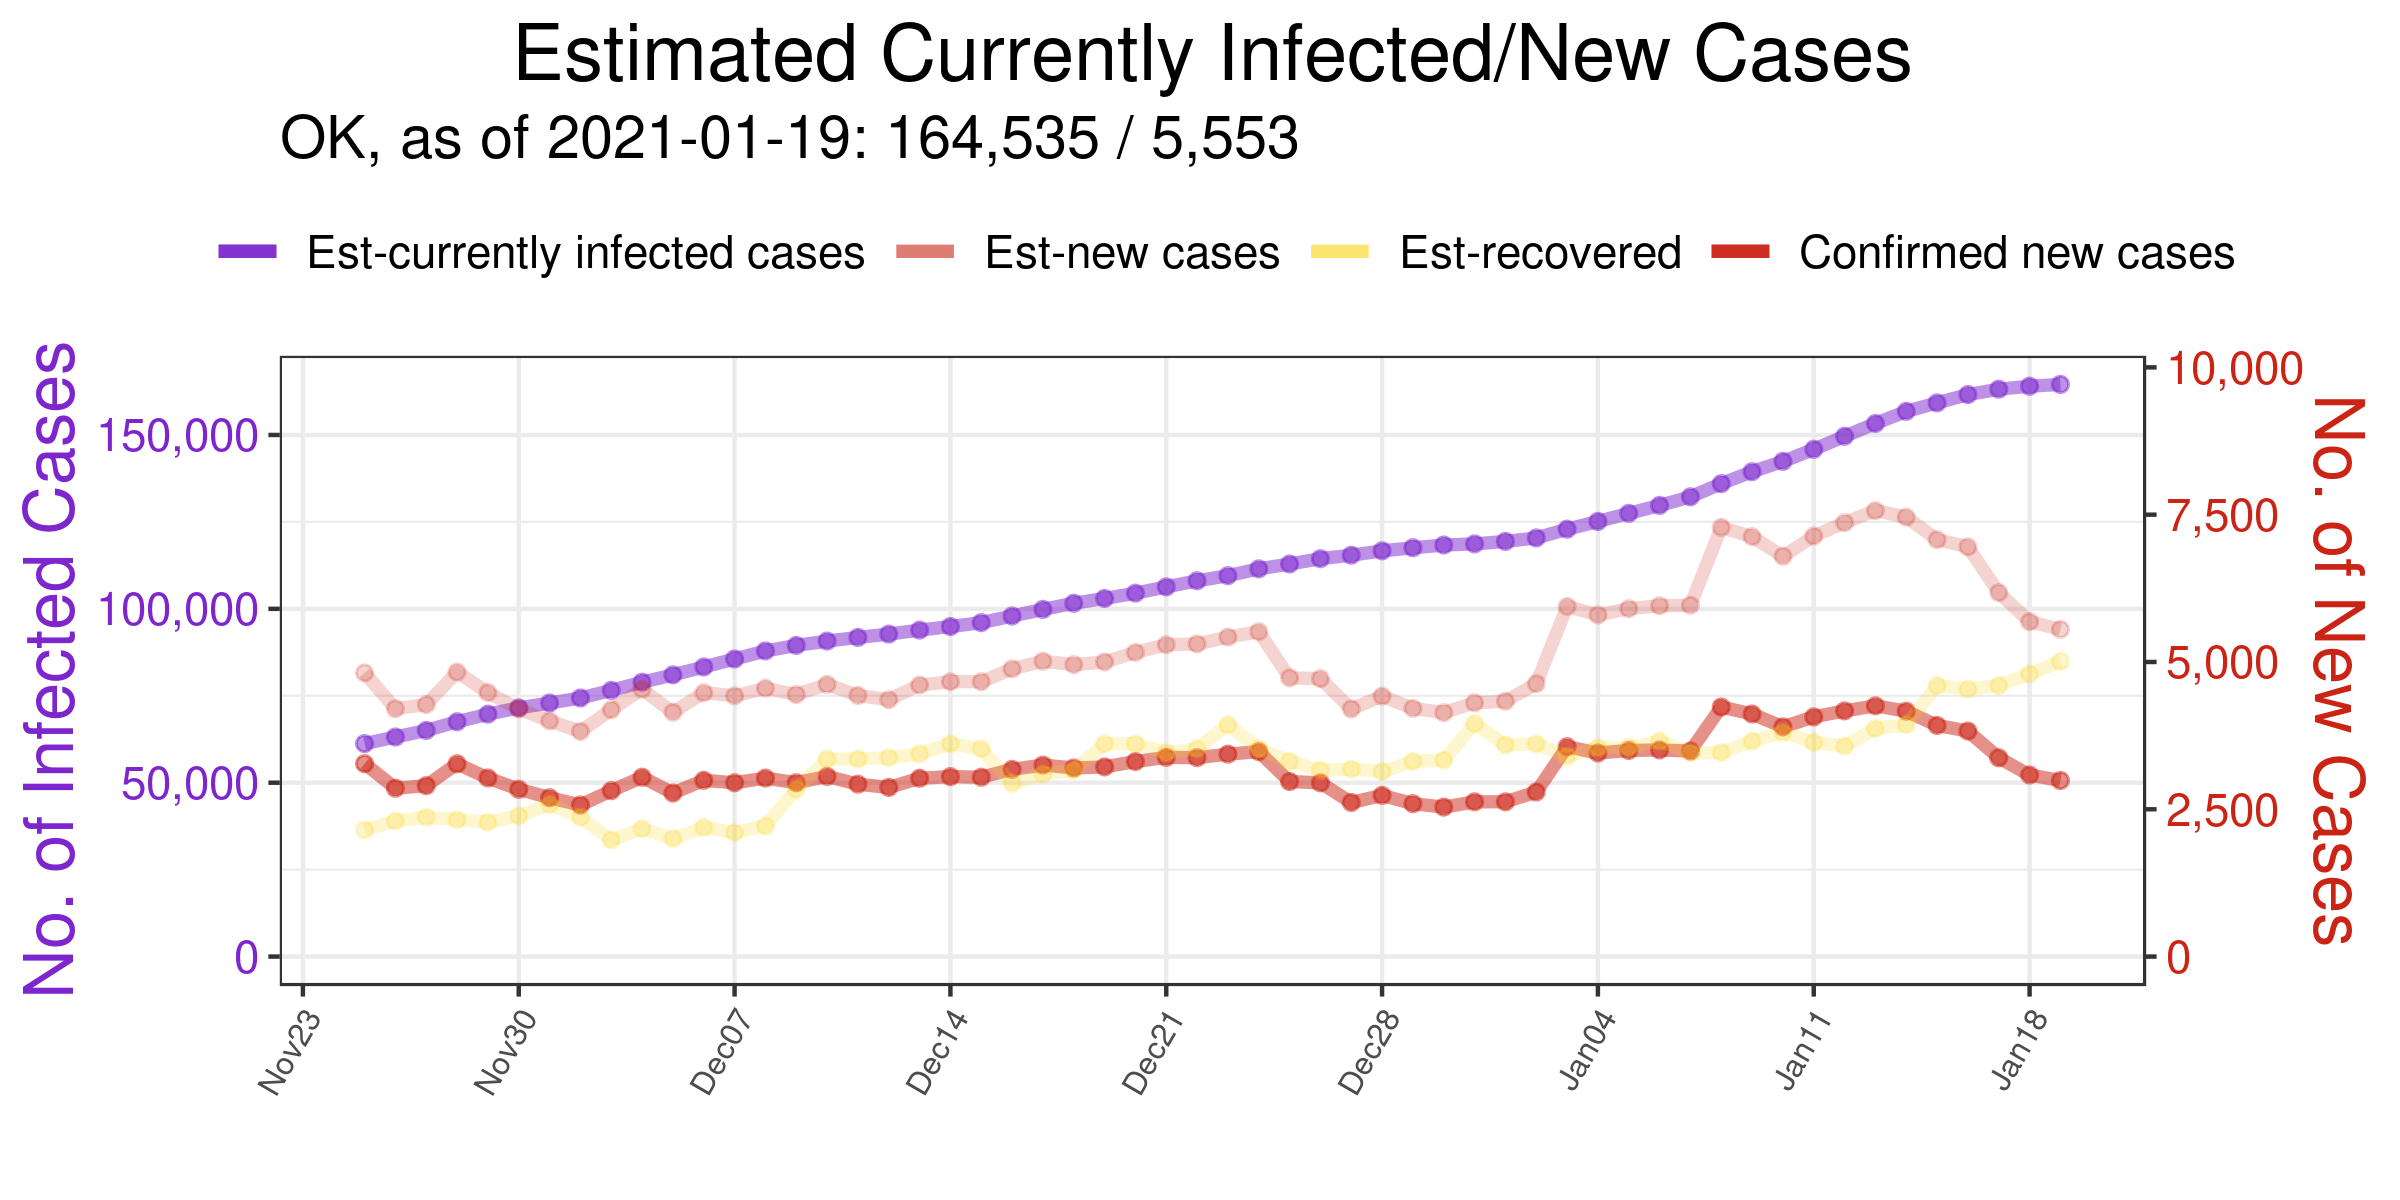 Estimated Currently Infected/New Cases
OK, as of 2021-01-19: 164,535 / 5,553
Est-currently infected cases Est-new cases Est-recovered Confirmed new cases
No. of Infected Cases
150,000
100,000
50,000
0
10,000
7,500
5,000
2,500
0
No. of New Cases
Nov23 Nov30 Dec07 Dec14 Dec21 Dec28 Jan04 Jan11 Jan18